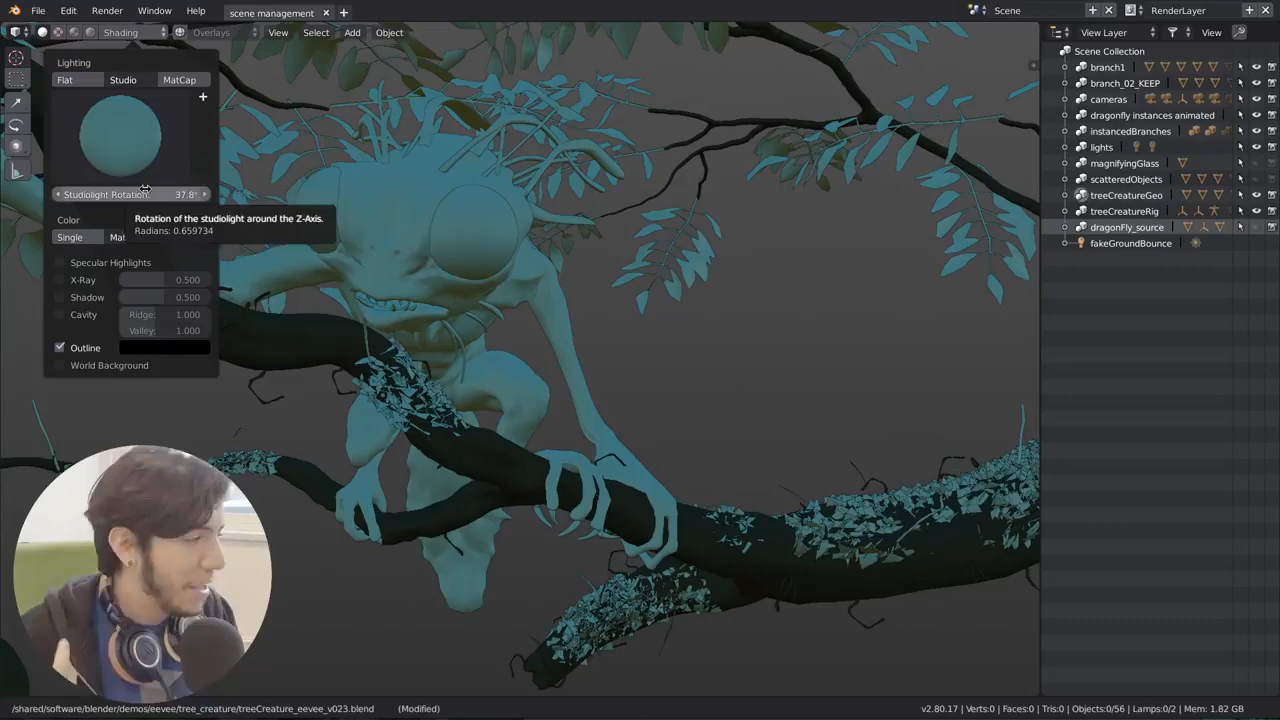 File Edit Render Window Help scene management Scene RenderLayer
Shading Overlays View Select Add Object View Layer View
Lighting
Flat Studio MatCap
Studiolight Rotation: 37.8°
Rotation of the studiolight around the Z-Axis.
Radians: 0.659734
Color
Single Mat
Specular Highlights
X-Ray 0.500
Shadow 0.500
Cavity Ridge: 1.000
Valley: 1.000
Outline
World Background
Scene Collection
branch1
branch_02_KEEP
cameras
dragonfly instances animated
instancedBranches
lights
magnifyingGlass
scatteredObjects
treeCreatureGeo
treeCreatureRig
dragonFly_source
fakeGroundBounce
/shared/software/blender/demos/eevee/tree_creature/treeCreature_eevee_v023.blend (Modified) v2.80.17 | Verts:0 | Faces:0 | Tris:0 | Objects:0/56 | Lamps:0/2 | Mem: 1.82 GB